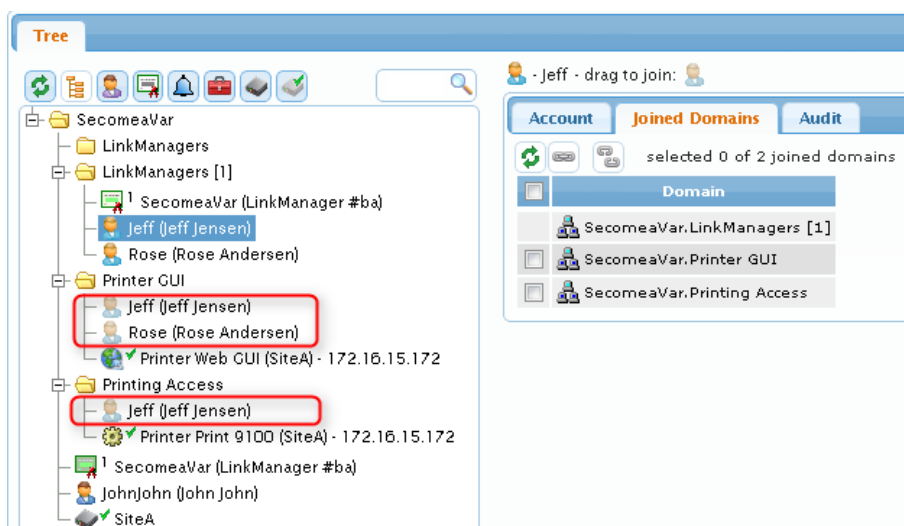 Tree
SecomeaVar
LinkManagers
LinkManagers [1]
1 SecomeaVar (LinkManager #ba)
Jeff (Jeff Jensen)
Rose (Rose Andersen)
Printer GUI
Jeff (Jeff Jensen)
Rose (Rose Andersen)
Printer Web GUI (SiteA) - 172.16.15.172
Printing Access
Jeff (Jeff Jensen)
Printer Print 9100 (SiteA) - 172.16.15.172
1 SecomeaVar (LinkManager #ba)
JohnJohn (John John)
SiteA
- Jeff - drag to join:
Account Joined Domains Audit
selected 0 of 2 joined domains
Domain
SecomeaVar.LinkManagers [1]
SecomeaVar.Printer GUI
SecomeaVar.Printing Access